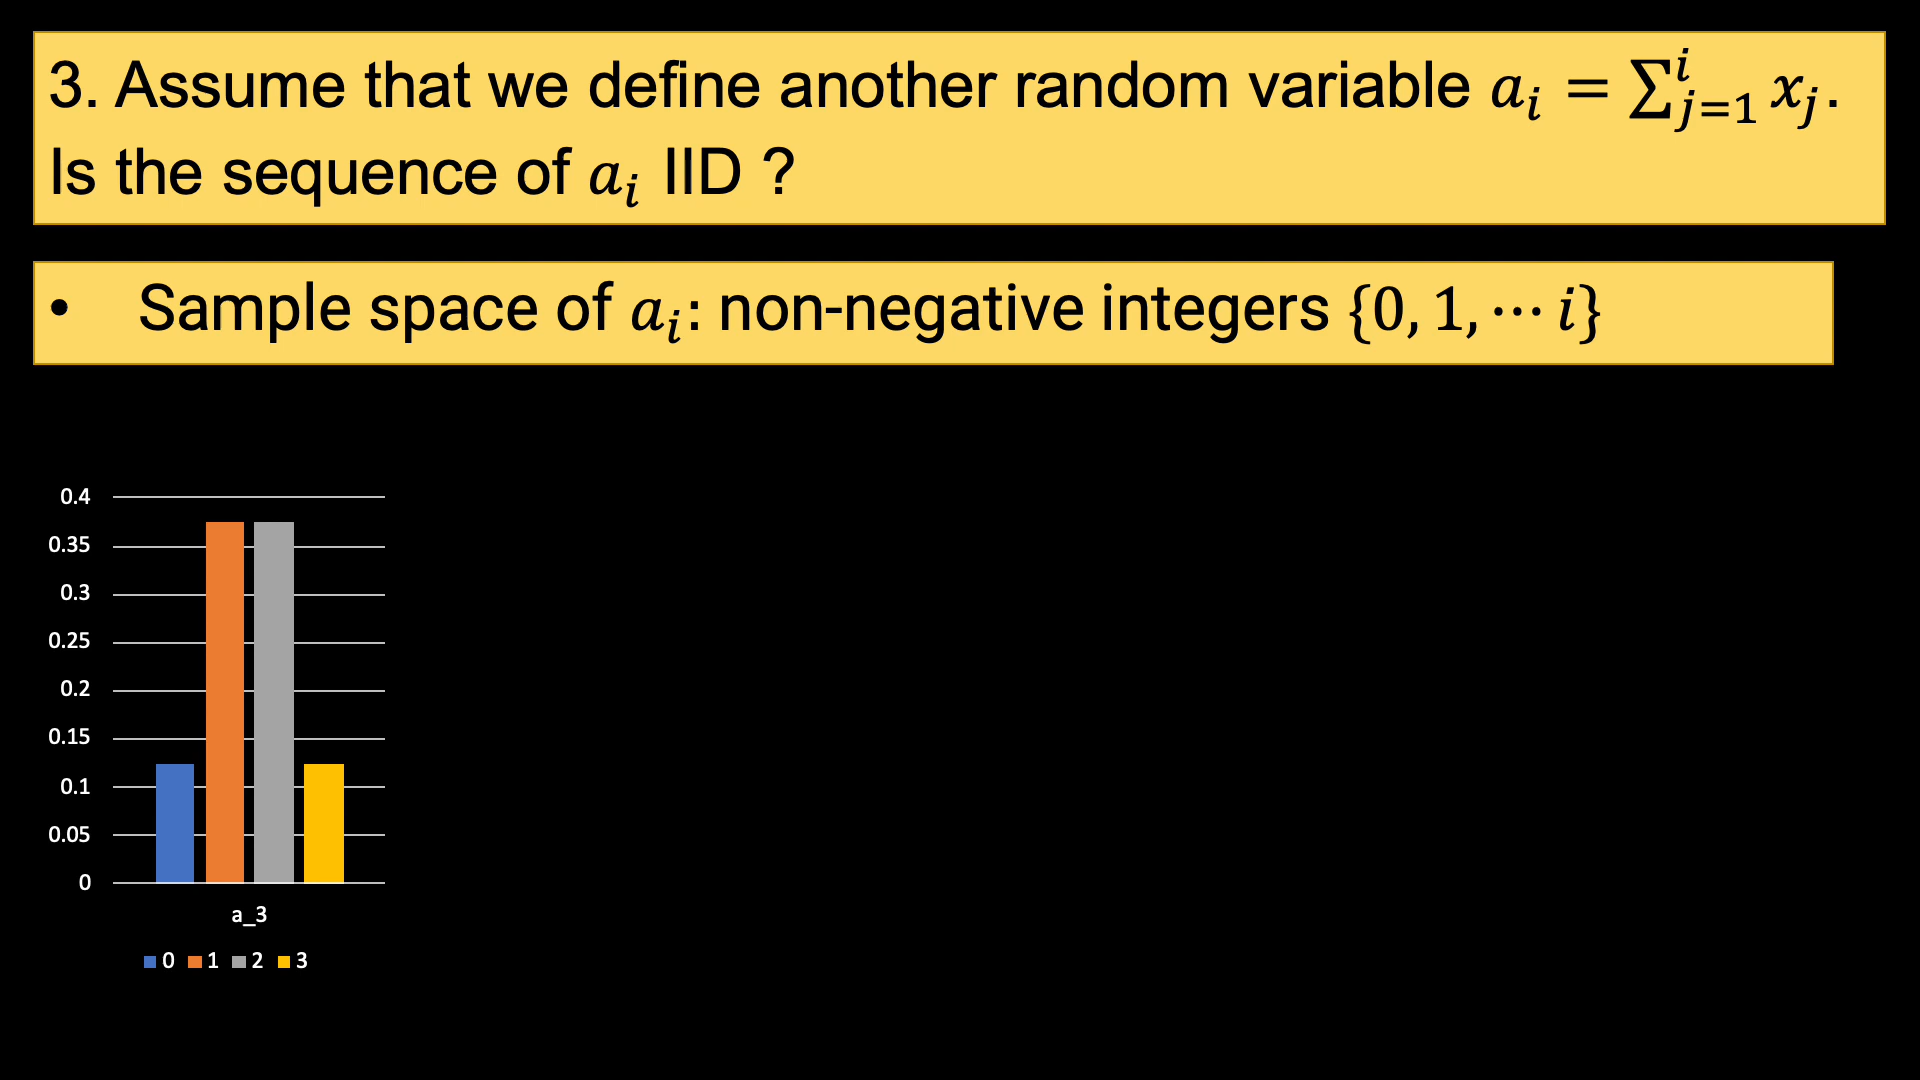 3. Assume that we define another random variable $a_i = \sum_{j=1}^{i} x_j$.
Is the sequence of $a_i$ IID ?
• Sample space of $a_i$: non-negative integers {0, 1, ⋯ i}
0.4
0.35
0.3
0.25
0.2
0.15
0.1
0.05
0
a_3
0 1 2 3